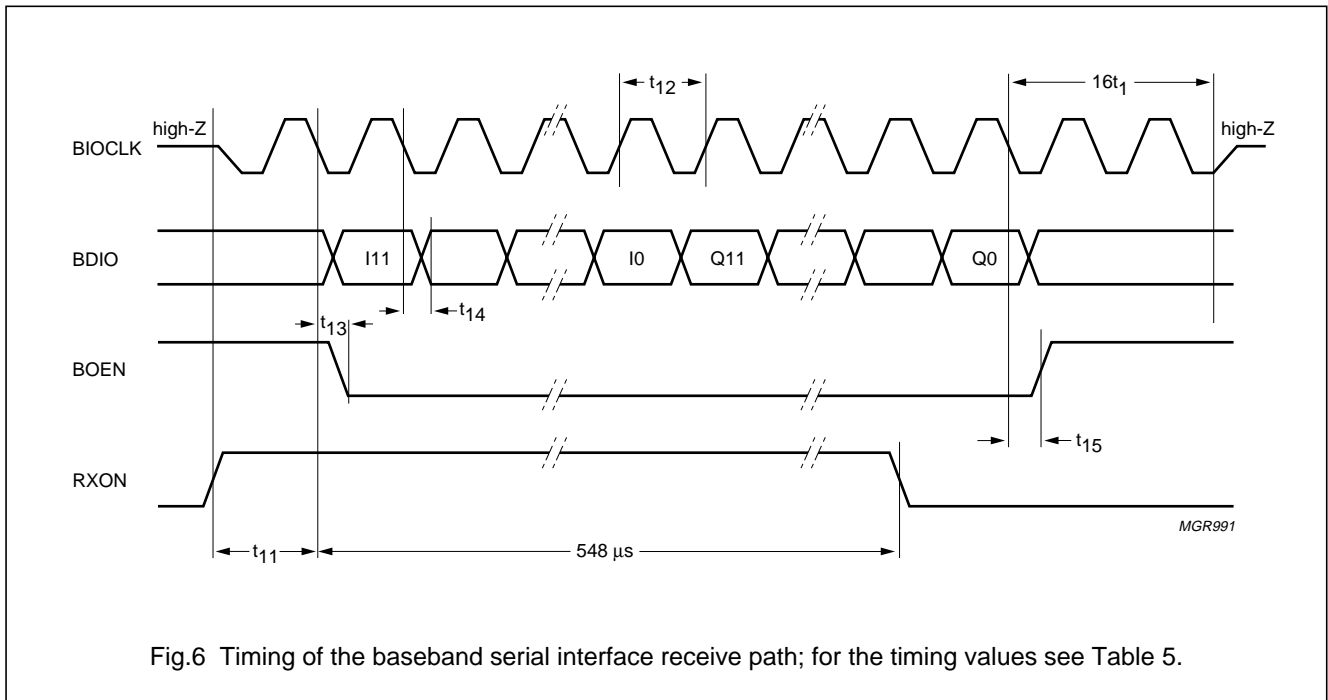 t12
16t1
high-Z
high-Z
BIOCLK
BDIO
I11
I0
Q11
Q0
t14
t13
BOEN
t15
RXON
MGR991
t11
548 μs
Fig.6 Timing of the baseband serial interface receive path; for the timing values see Table 5.